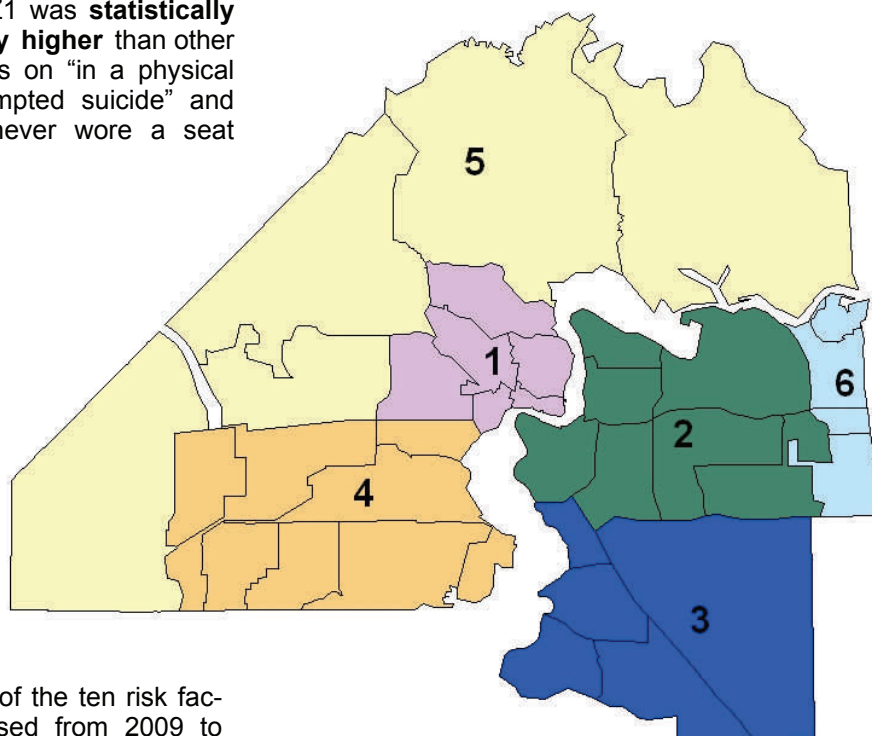 Z1 was statistically
y higher than other
s on “in a physical
mpted suicide” and
never wore a seat
5
1
6
2
4
3
of the ten risk fac-
sed from 2009 to